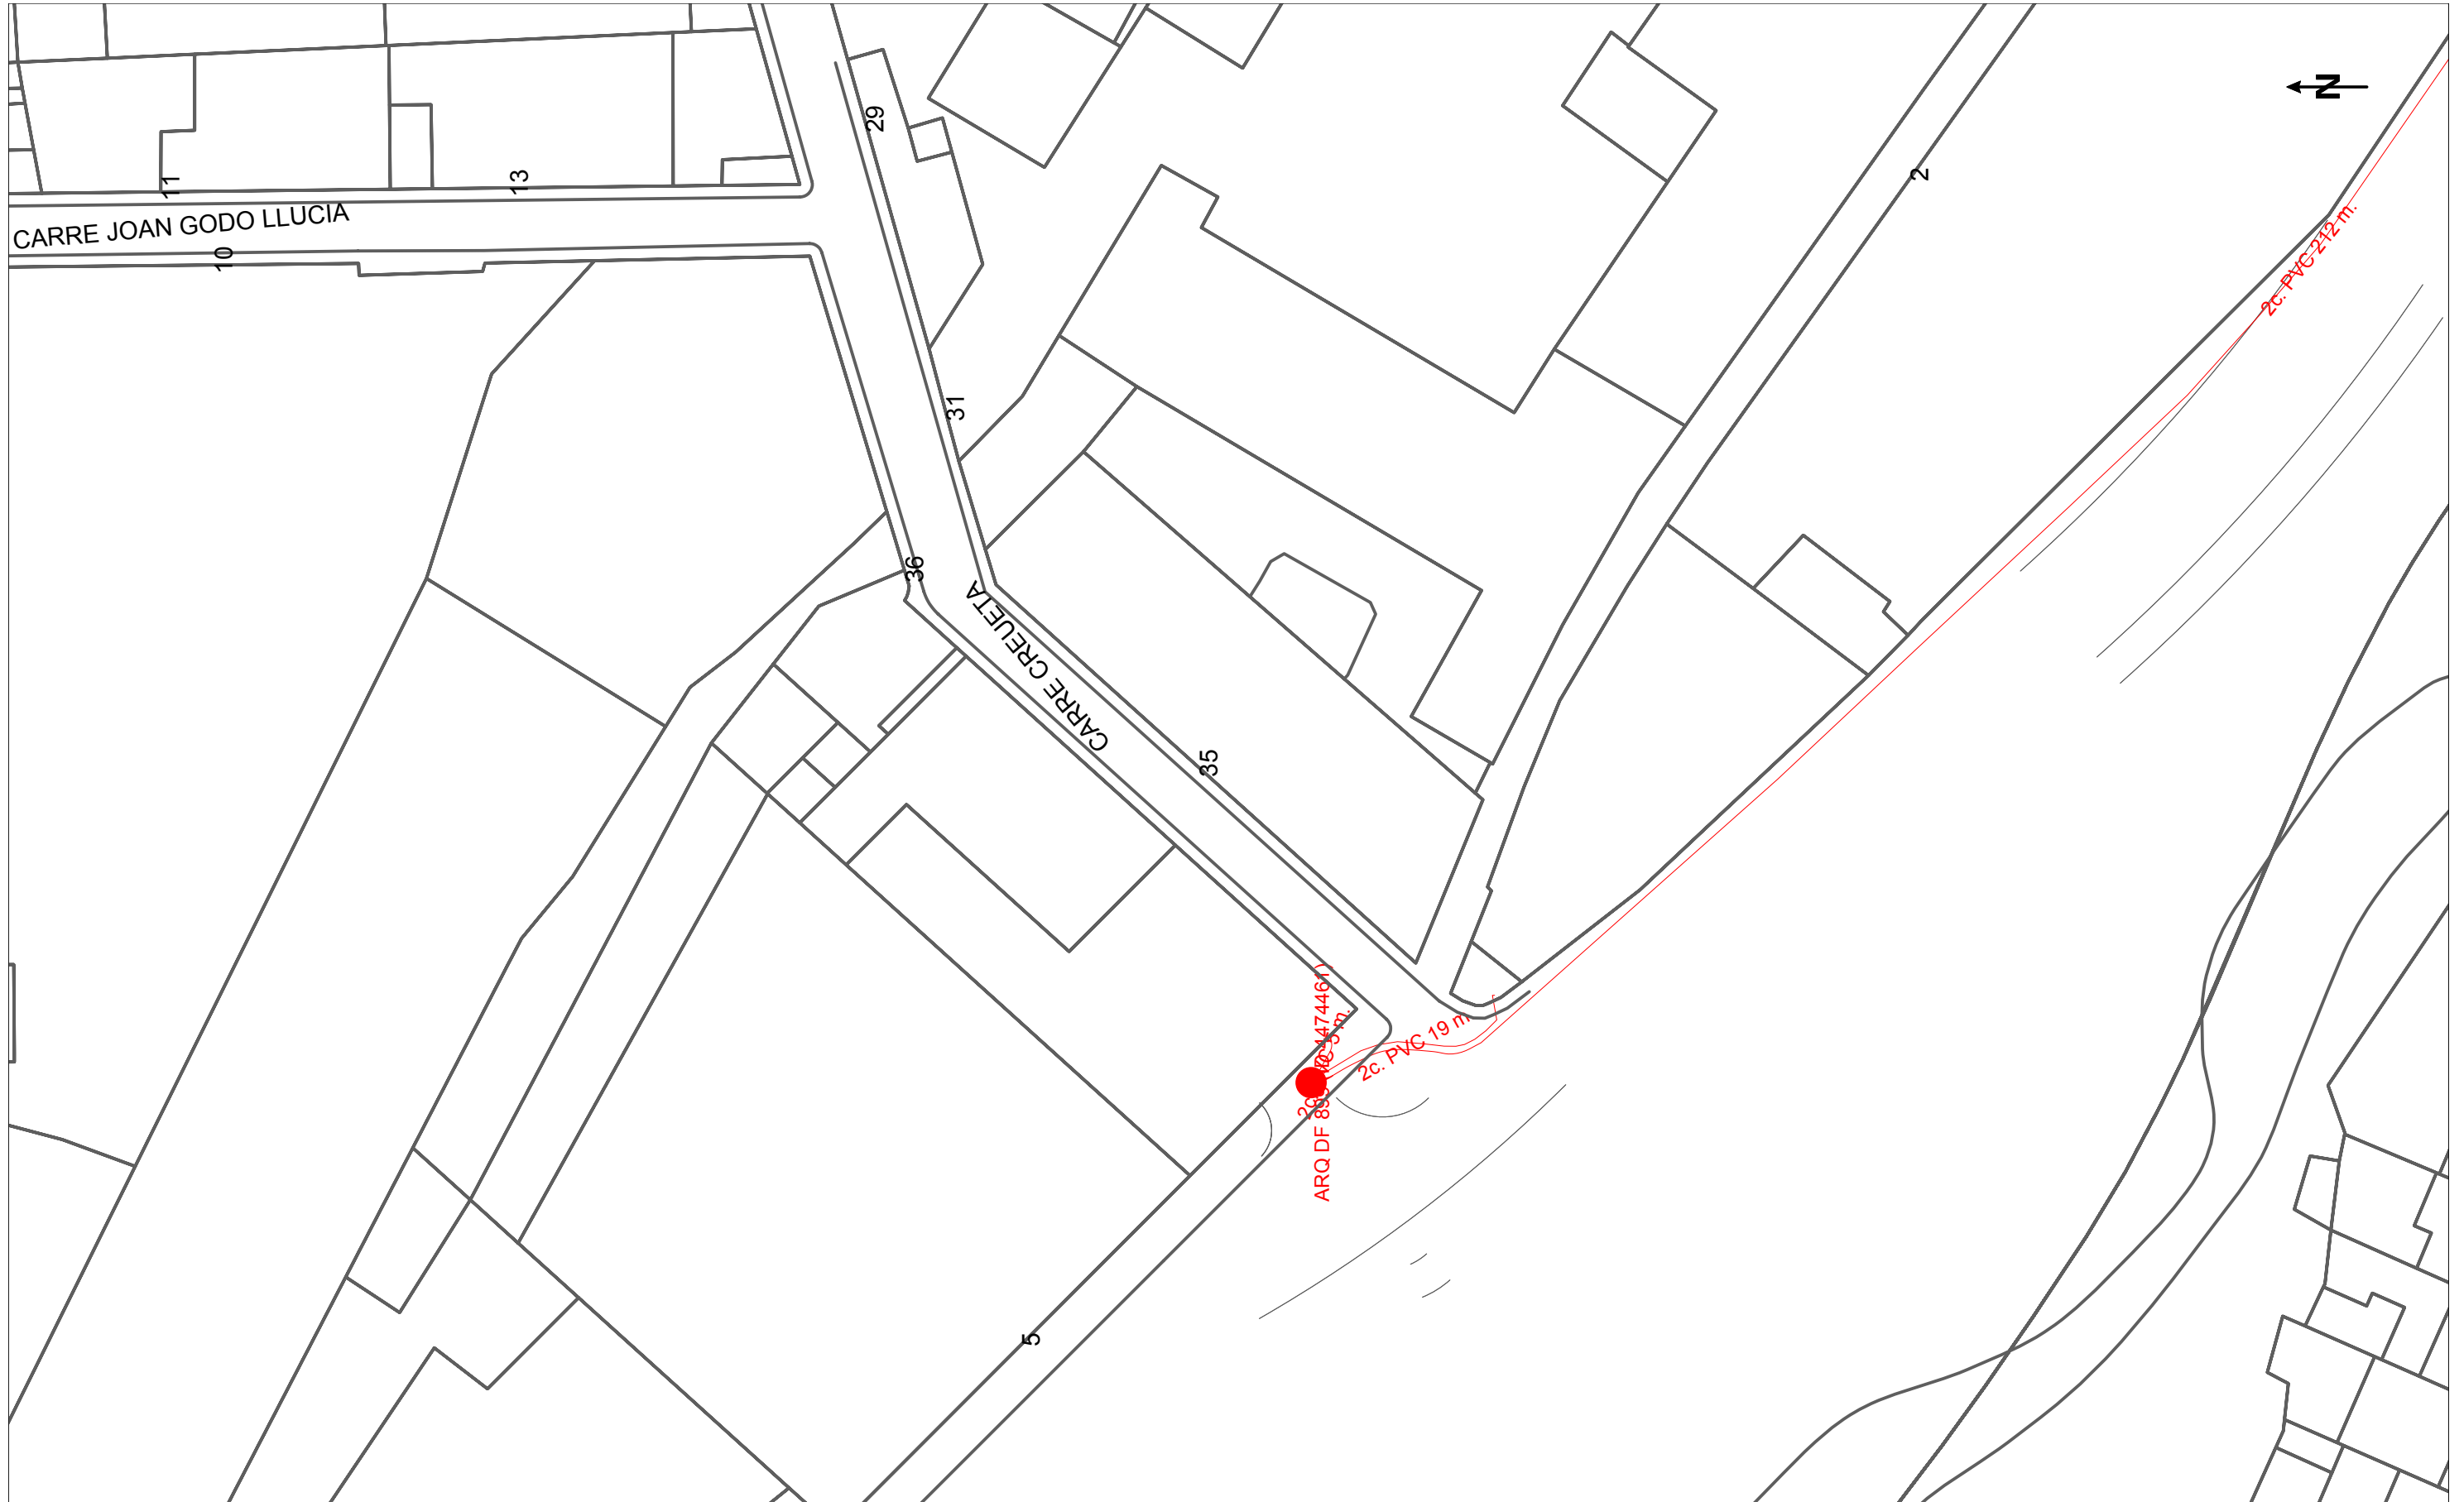 N
29
11
13
2
CARRE JOAN GODO LLUCIA
10
2c. PVC 212 m.
31
36
CARRE CREUETA
35
2c. PVC 19 m.
ARQ DF
5